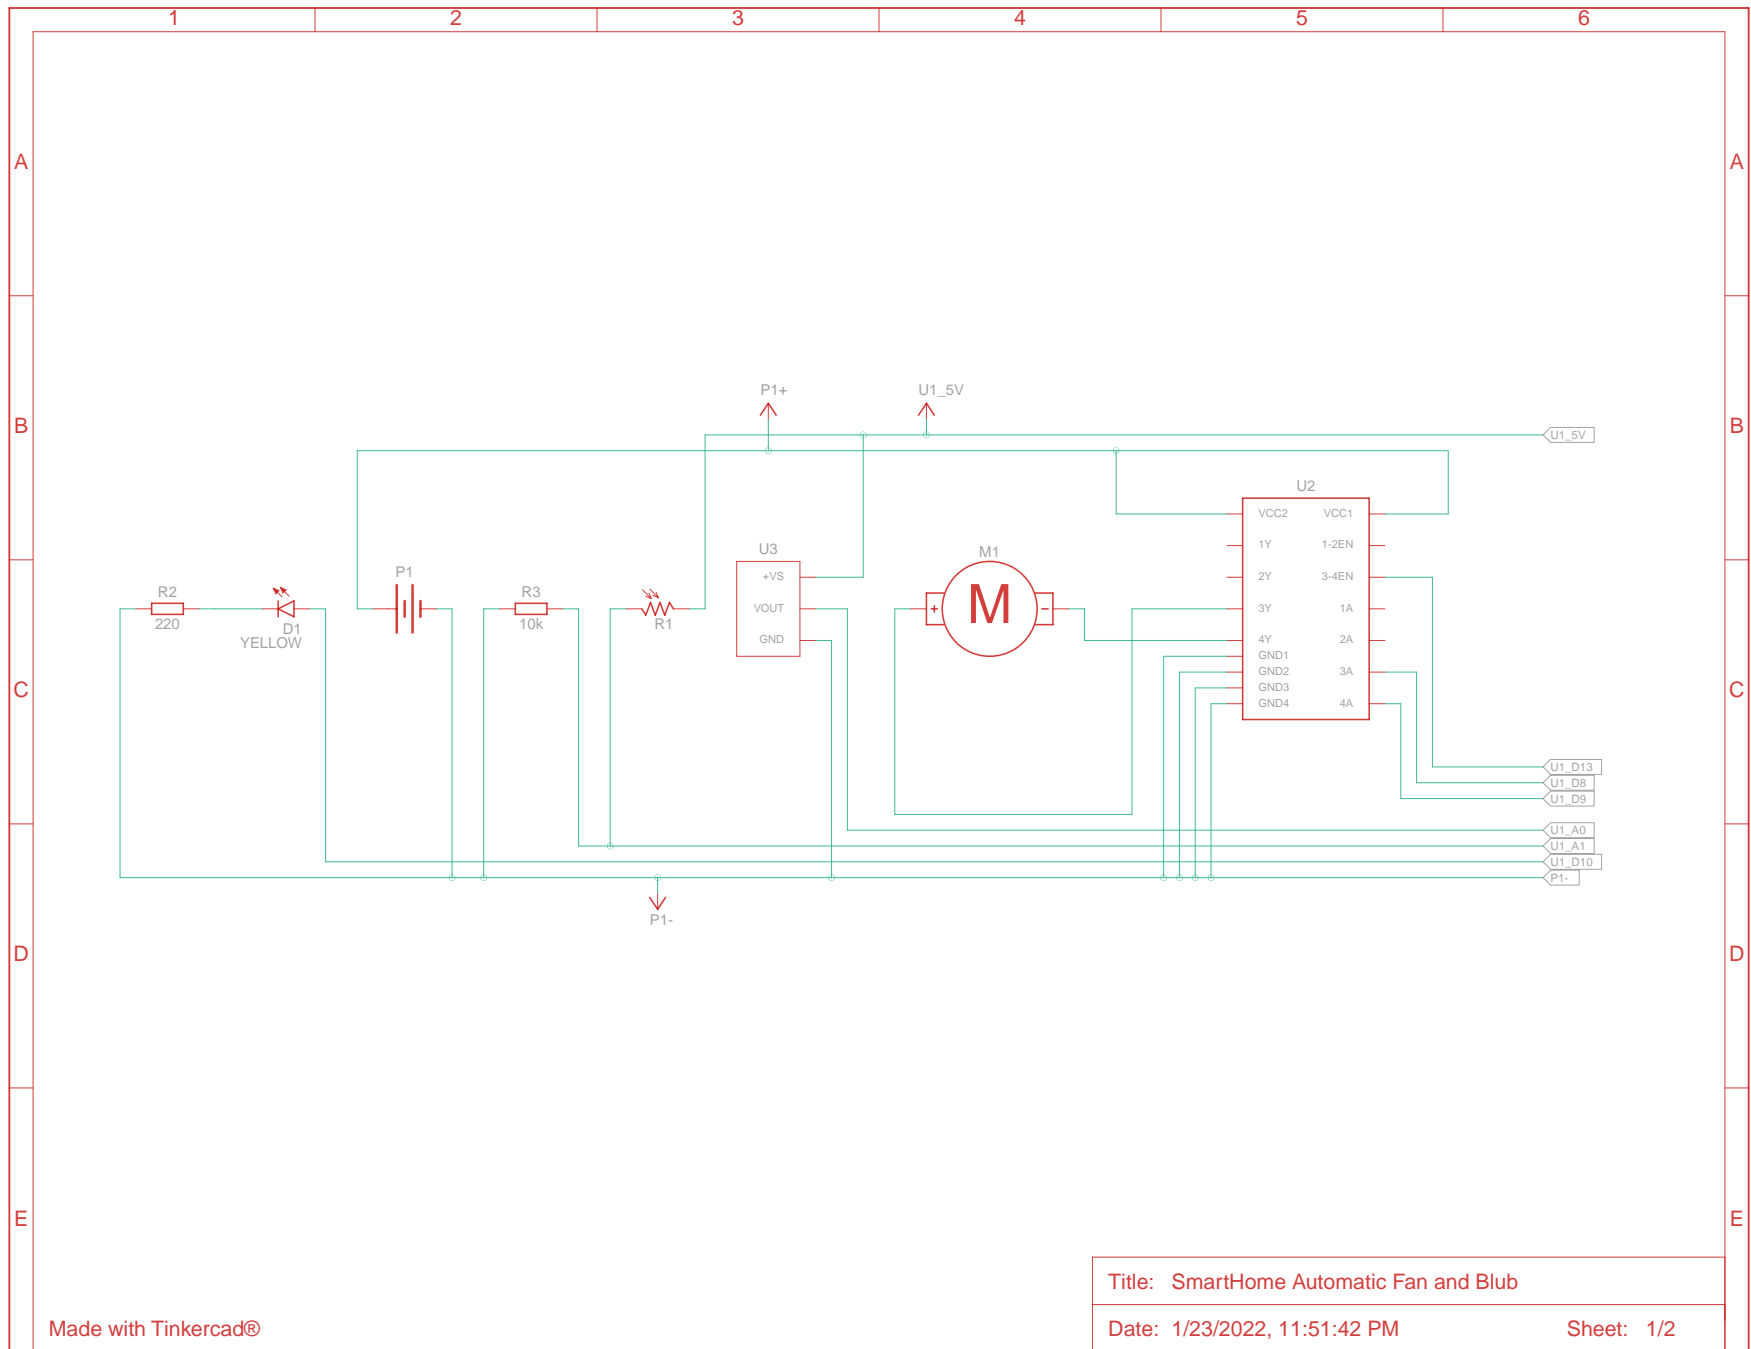 1 2 3 4 5 6
A A
P1+ U1_5V
B B
U1_5V
U2
VCC2 VCC1
1Y 1-2EN
2Y 3-4EN
3Y 1A
4Y 2A
GND1
GND2 3A
GND3
GND4 4A
U3
+VS
VOUT
GND
M1
+ M -
P1
R2
220
D1
YELLOW
R3
10k
R1
C C
U1_D13
U1_D8
U1_D9
U1_A0
U1_A1
U1_D10
P1-
P1-
D D
E E
Title: SmartHome Automatic Fan and Blub
Made with Tinkercad®
Date: 1/23/2022, 11:51:42 PM Sheet: 1/2